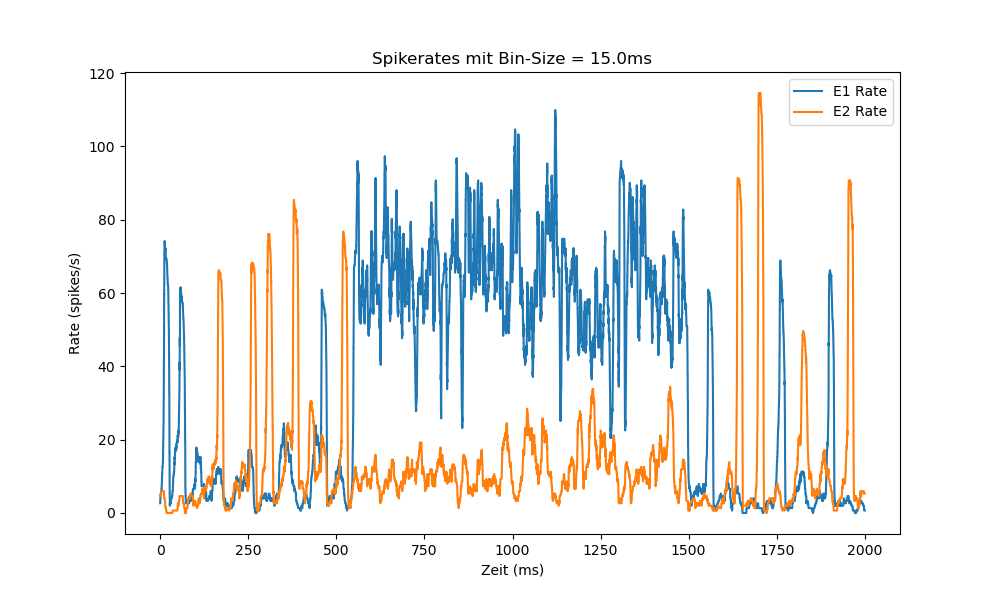 Spikerates mit Bin-Size = 15.0ms
E1 Rate
E2 Rate
Rate (spikes/s)
120
100
80
60
40
20
0
0 250 500 750 1000 1250 1500 1750 2000
Zeit (ms)